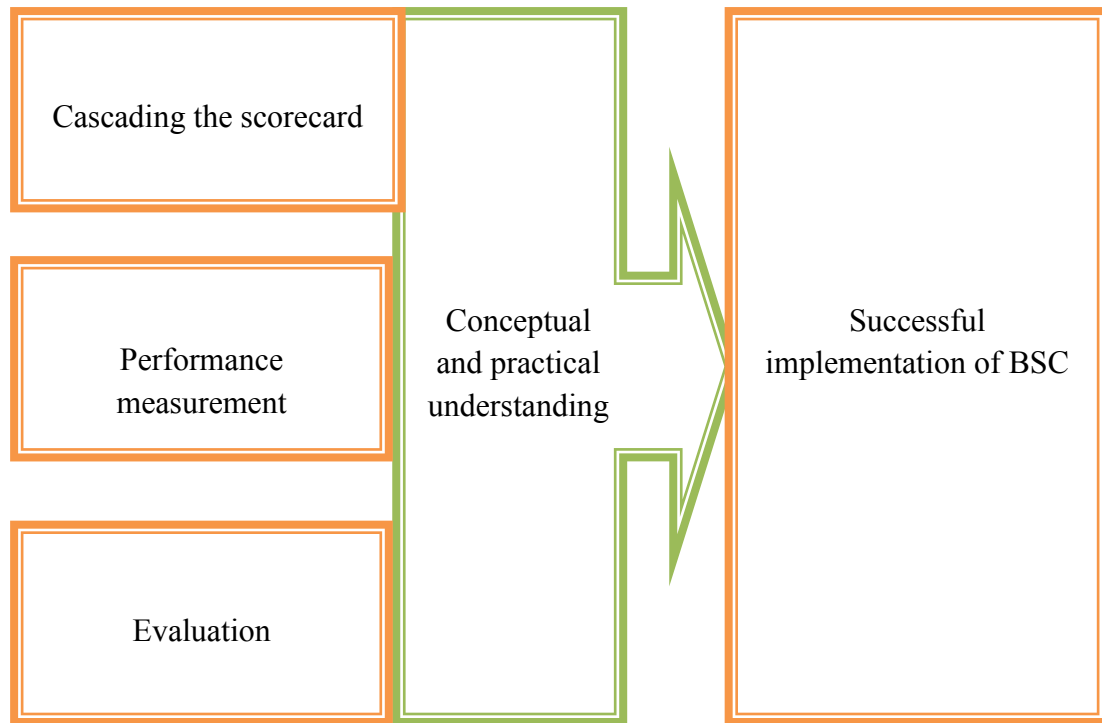 Cascading the scorecard
Performance
measurement
Evaluation
Conceptual
and practical
understanding
Successful
implementation of BSC